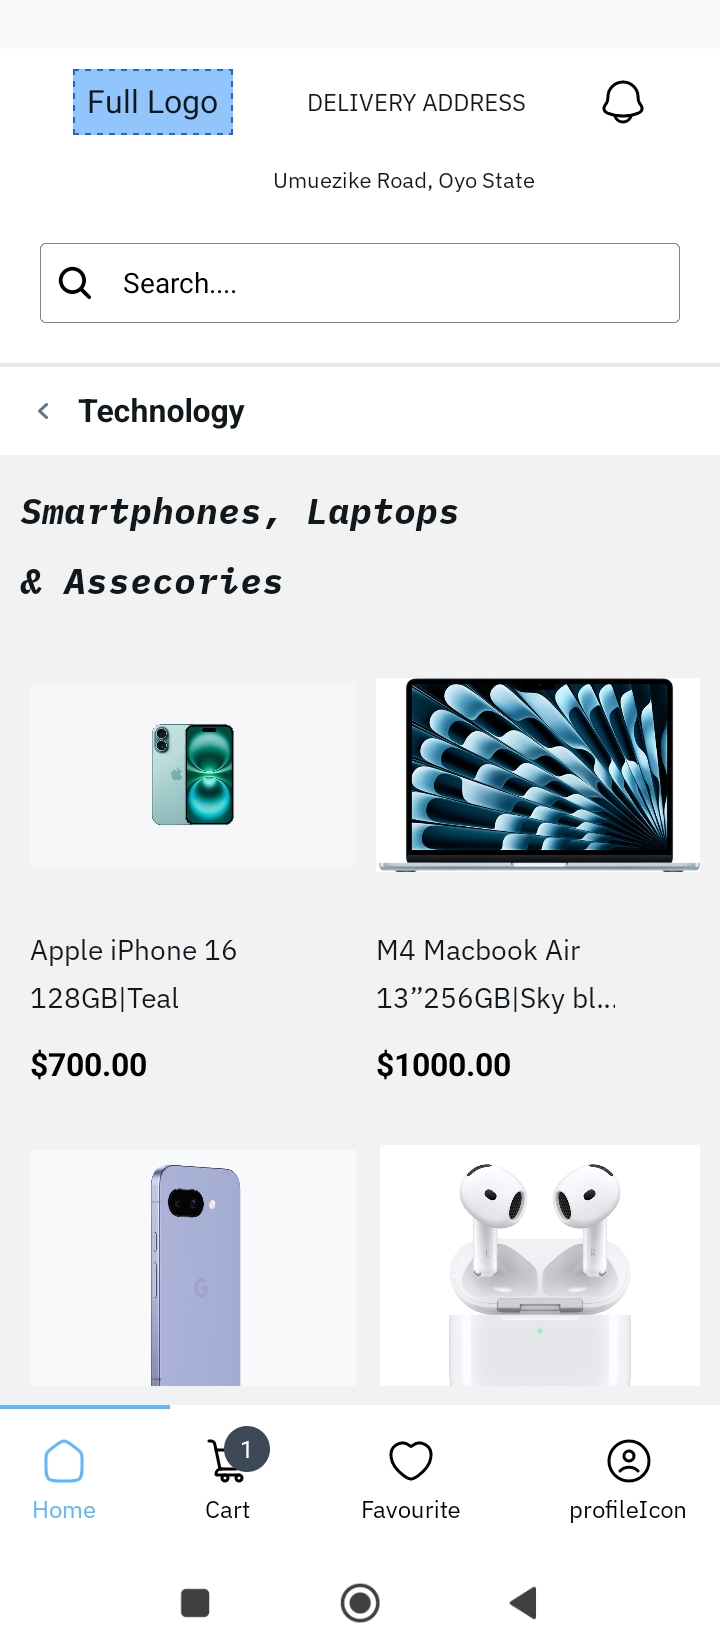 Full Logo
DELIVERY ADDRESS
Umuezike Road, Oyo State
Search....
Technology
Smartphones, Laptops
& Assecories
Apple iPhone 16
128GB|Teal
$700.00
M4 Macbook Air
13”256GB|Sky bl...
$1000.00
G
L
R
1
Home
Cart
Favourite
profileIcon